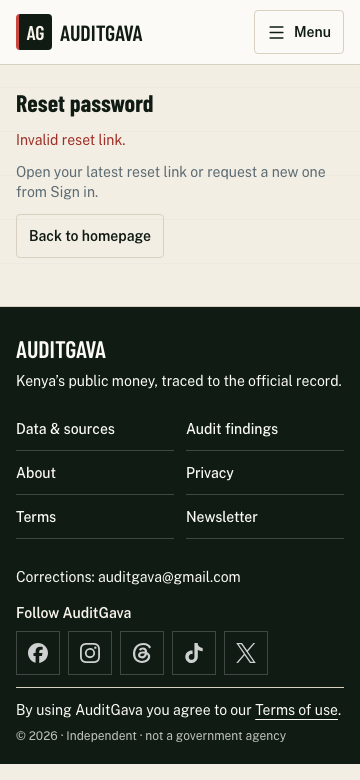 AG AUDITGAVA
Menu
Reset password
Invalid reset link.
Open your latest reset link or request a new one
from Sign in.
Back to homepage
AUDITGAVA
Kenya's public money, traced to the official record.
Data & sources
Audit findings
About
Privacy
Terms
Newsletter
Corrections: auditgava@gmail.com
Follow AuditGava
By using AuditGava you agree to our Terms of use.
© 2026 · Independent · not a government agency